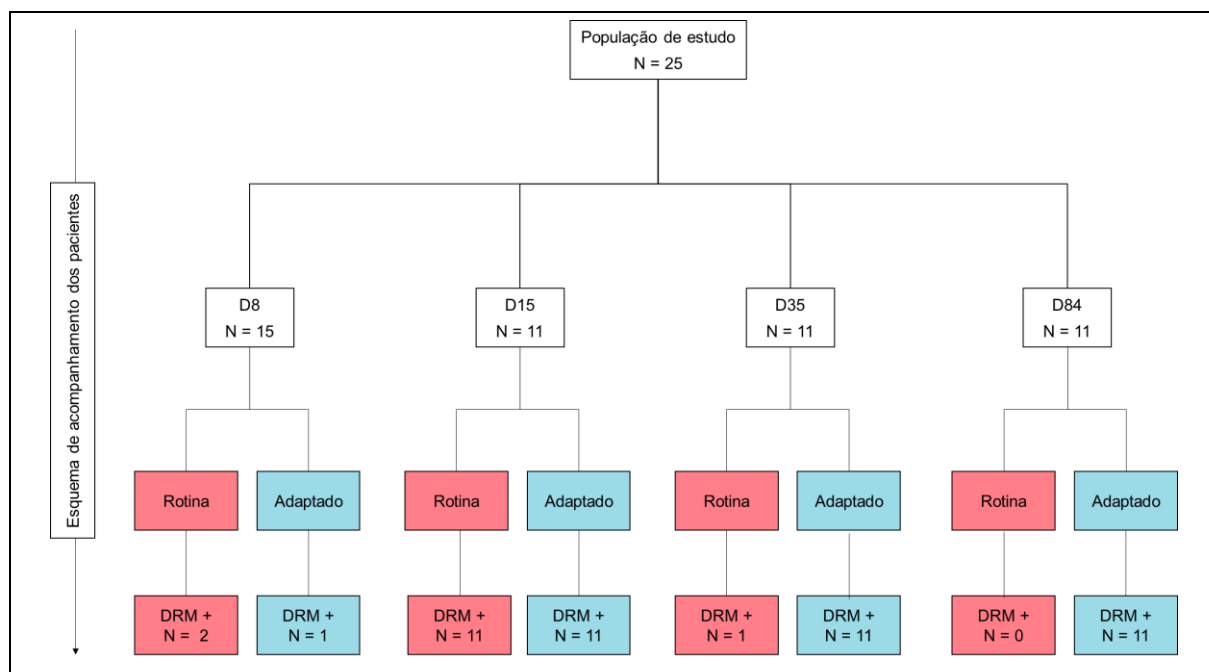 População de estudo
N = 25
Esquema de acompanhamento dos pacientes
D8
N = 15
D15
N = 11
D35
N = 11
D84
N = 11
Rotina
Adaptado
Rotina
Adaptado
Rotina
Adaptado
Rotina
Adaptado
DRM +
N = 2
DRM +
N = 1
DRM +
N = 11
DRM +
N = 11
DRM +
N = 1
DRM +
N = 11
DRM +
N = 0
DRM +
N = 11